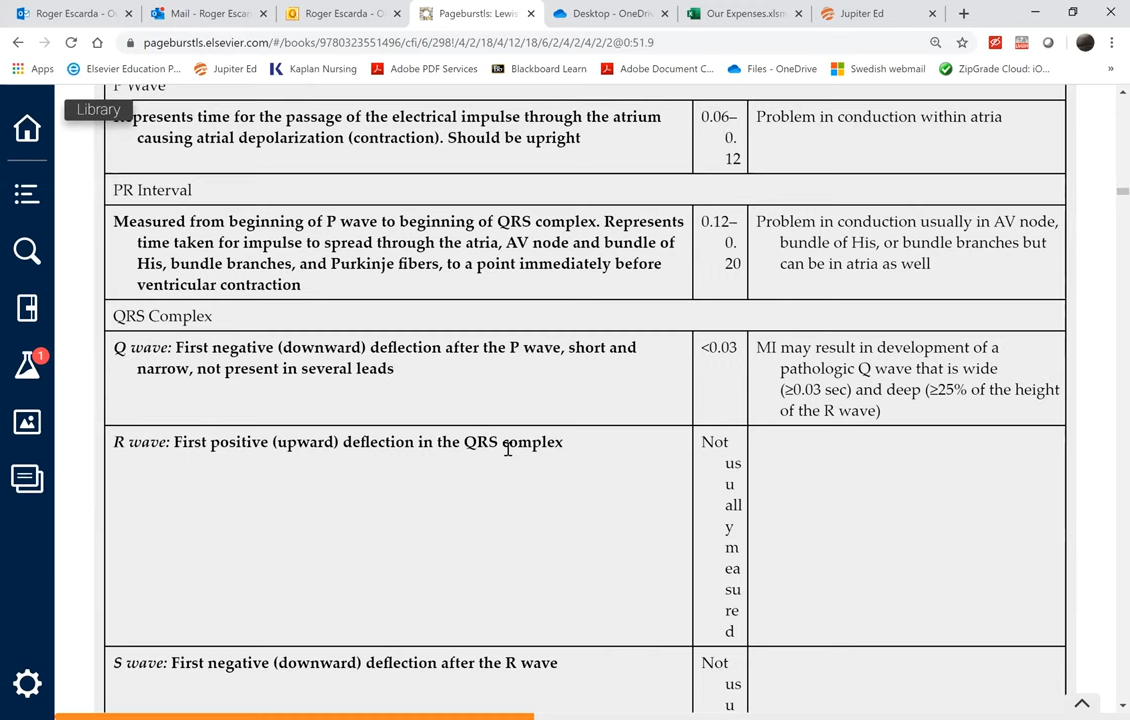 Roger Escarda - Ou
Mail - Roger Escar
Roger Escarda - O
Pageburstls: Lewis
Desktop - OneDriv
Our Expenses.xlsm
Jupiter Ed
pageburstls.elsevier.com/#/books/9780323551496/cfi/6/298!/4/2/18/4/12/18/6/2/4/2/4/2/2@0:51.9
Apps
Elsevier Education P...
Jupiter Ed
Kaplan Nursing
Adobe PDF Services
Blackboard Learn
Adobe Document C...
Files - OneDrive
Swedish webmail
ZipGrade Cloud: iO...
»
P Wave
Library
Represents time for the passage of the electrical impulse through the atrium
causing atrial depolarization (contraction). Should be upright
0.06–
0.
12
Problem in conduction within atria
PR Interval
Measured from beginning of P wave to beginning of QRS complex. Represents
time taken for impulse to spread through the atria, AV node and bundle of
His, bundle branches, and Purkinje fibers, to a point immediately before
ventricular contraction
0.12–
0.
20
Problem in conduction usually in AV node,
bundle of His, or bundle branches but
can be in atria as well
QRS Complex
Q wave: First negative (downward) deflection after the P wave, short and
narrow, not present in several leads
<0.03
MI may result in development of a
pathologic Q wave that is wide
(≥0.03 sec) and deep (≥25% of the height
of the R wave)
1
R wave: First positive (upward) deflection in the QRS complex
Not
us
u
all
y
m
ea
su
re
d
S wave: First negative (downward) deflection after the R wave
Not
us
u